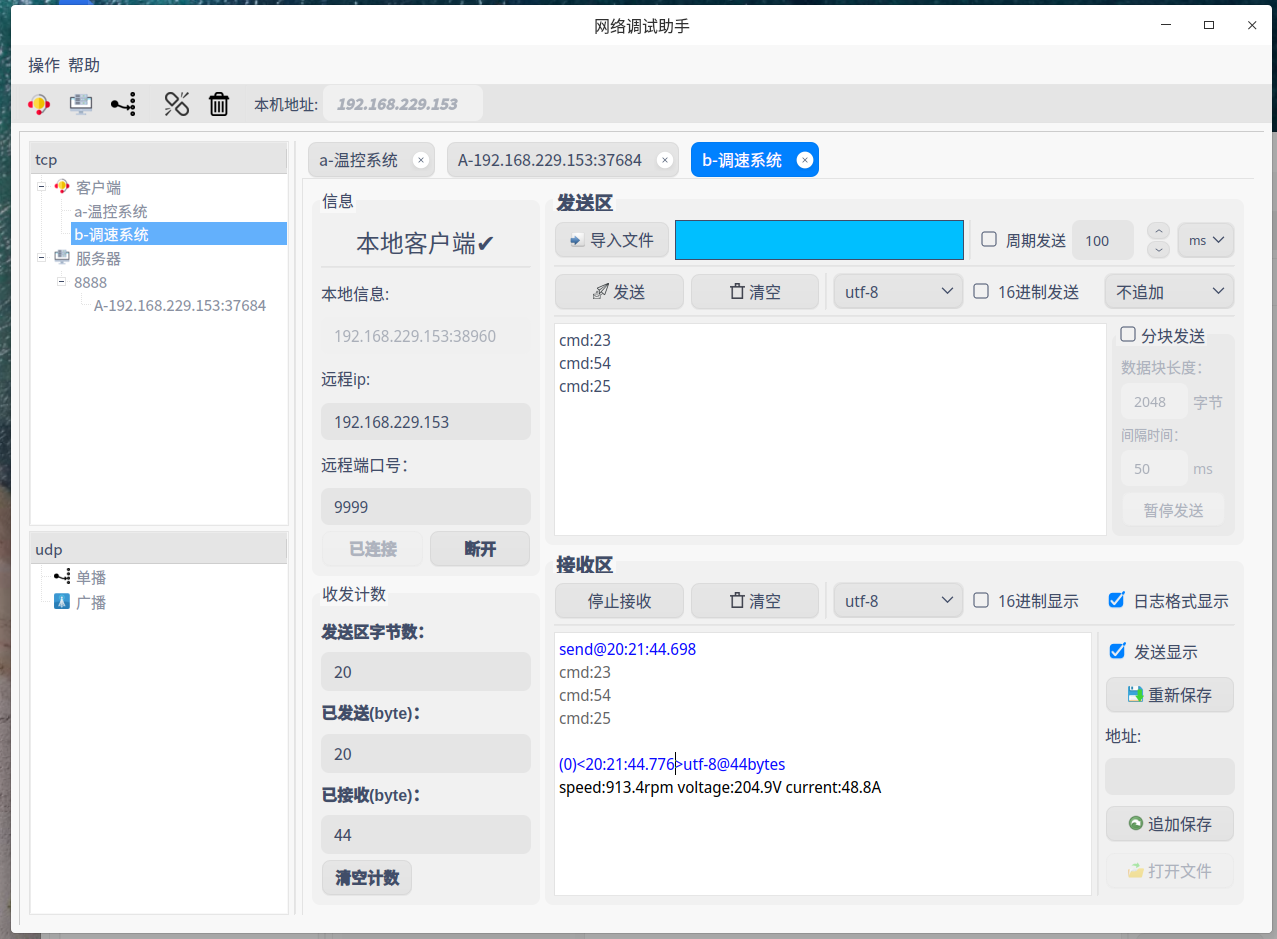 网络调试助手
操作 帮助
本机地址: 192.168.229.153
tcp
客户端
a-温控系统
b-调速系统
服务器
8888
A-192.168.229.153:37684
udp
单播
广播
a-温控系统 A-192.168.229.153:37684 b-调速系统
信息
本地客户端✔
本地信息:
192.168.229.153:38960
远程ip:
192.168.229.153
远程端口号:
9999
已连接 断开
收发计数
发送区字节数:
20
已发送(byte):
20
已接收(byte):
44
清空计数
发送区
导入文件 周期发送 100 ms
发送 清空 utf-8 16进制发送 不追加
cmd:23
cmd:54
cmd:25
分块发送
数据块长度:
2048 字节
间隔时间:
50 ms
暂停发送
接收区
停止接收 清空 utf-8 16进制显示 日志格式显示
send@20:21:44.698
cmd:23
cmd:54
cmd:25
(0)<20:21:44.776>utf-8@44bytes
speed:913.4rpm voltage:204.9V current:48.8A
发送显示
重新保存
地址:
追加保存
打开文件